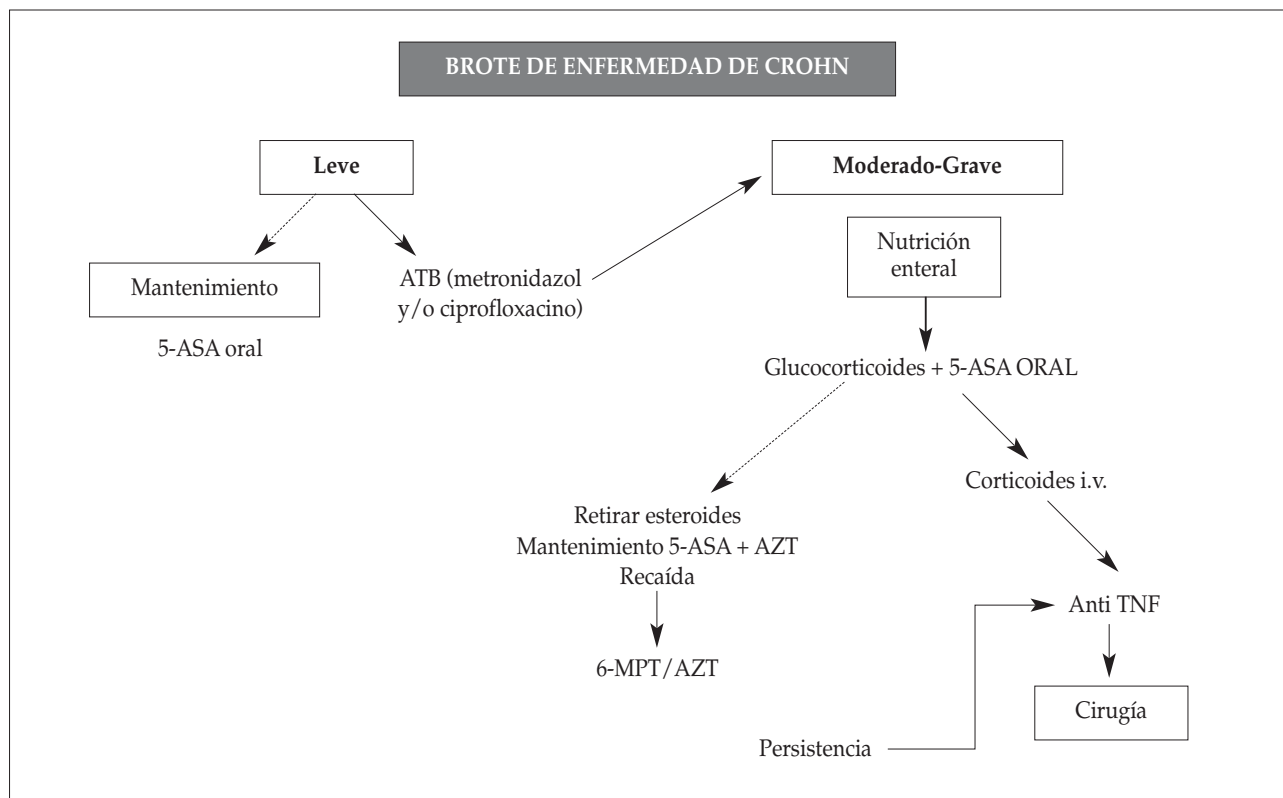 BROTE DE ENFERMEDAD DE CROHN
Leve
Moderado-Grave
Mantenimiento
5-ASA oral
ATB (metronidazol
y/o ciprofloxacino)
Nutrición
enteral
Glucocorticoides + 5-ASA ORAL
Corticoides i.v.
Retirar esteroides
Mantenimiento 5-ASA + AZT
Recaída
6-MPT/AZT
Anti TNF
Cirugía
Persistencia